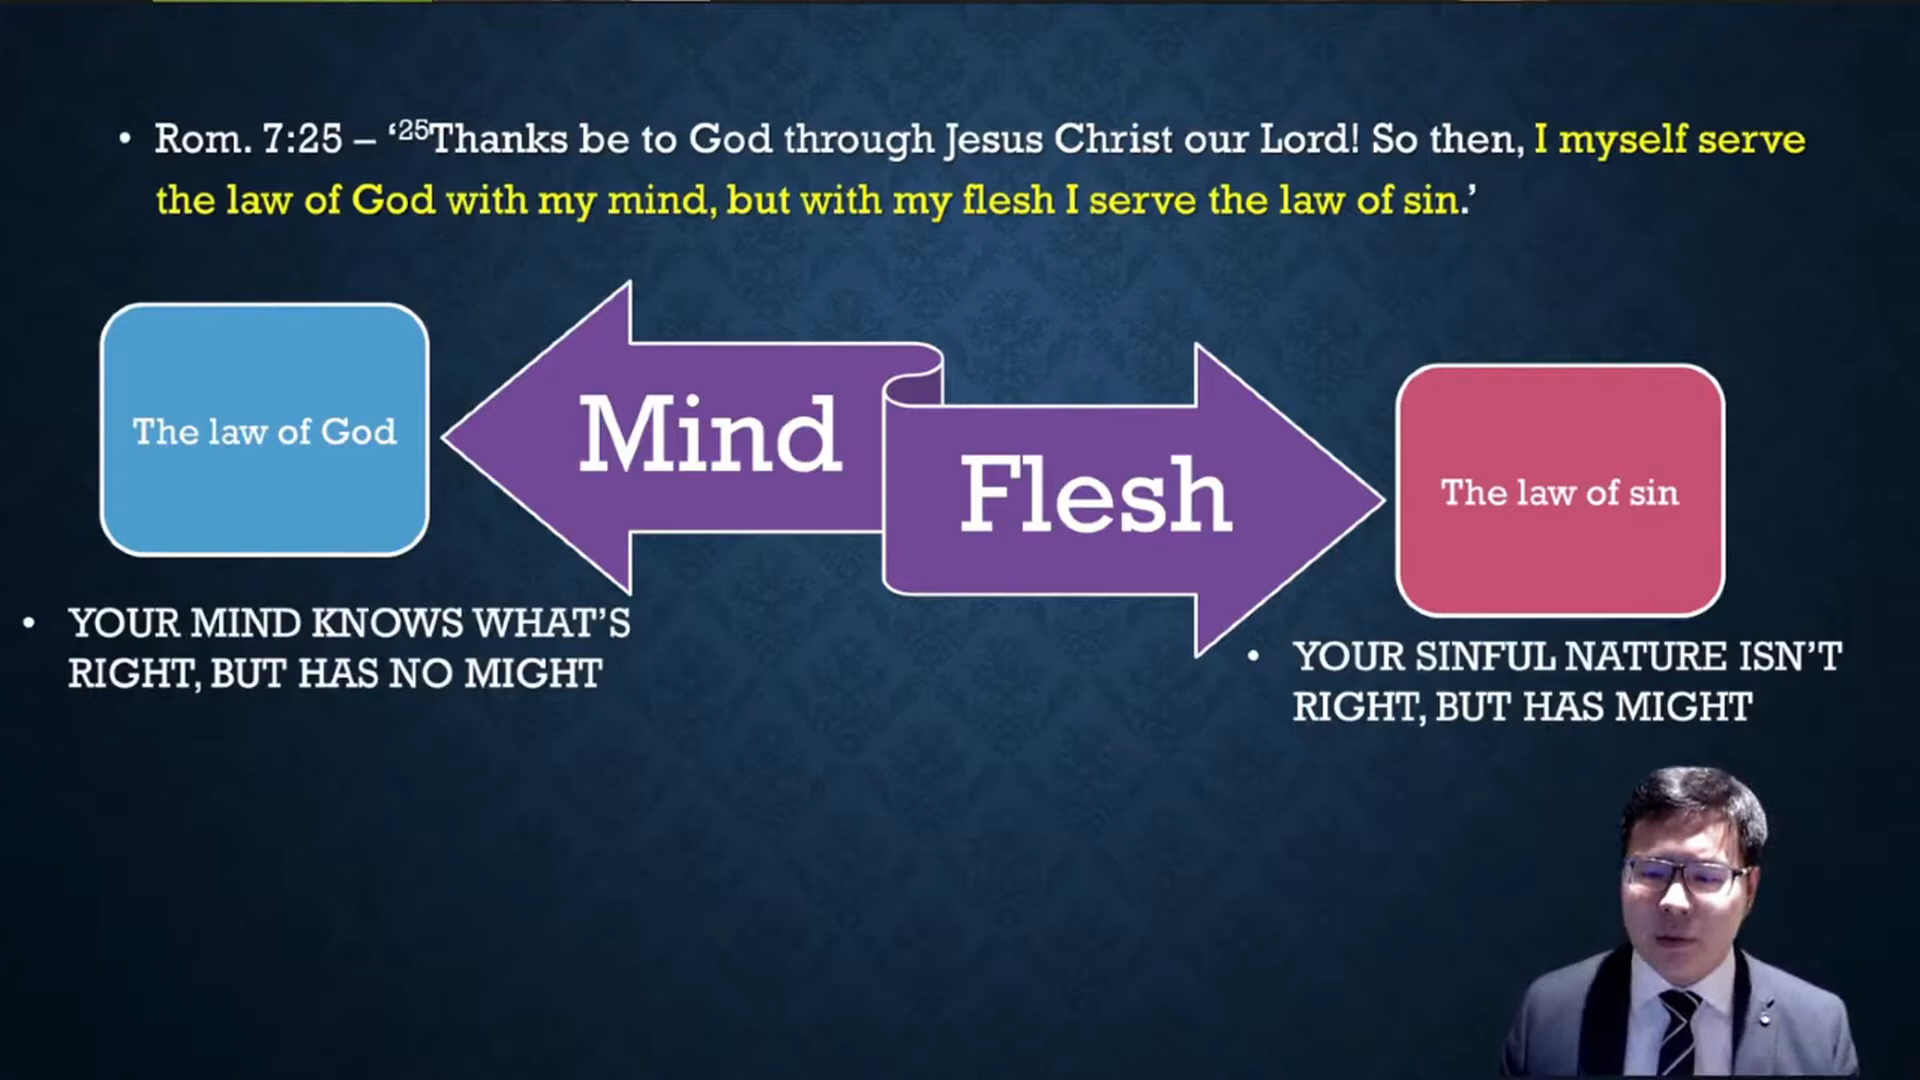 • Rom. 7:25 – ‘25Thanks be to God through Jesus Christ our Lord! So then, I myself serve
the law of God with my mind, but with my flesh I serve the law of sin.’
The law of God
Mind
Flesh
The law of sin
• YOUR MIND KNOWS WHAT’S
RIGHT, BUT HAS NO MIGHT
• YOUR SINFUL NATURE ISN’T
RIGHT, BUT HAS MIGHT